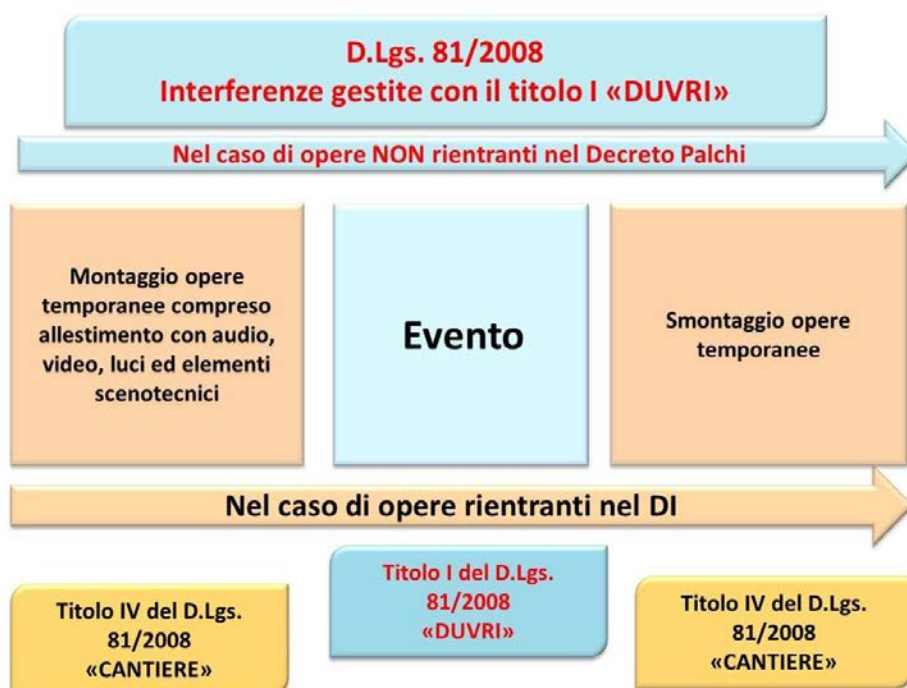 D.Lgs. 81/2008
Interferenze gestite con il titolo I «DUVRI»
Nel caso di opere NON rientranti nel Decreto Palchi
Montaggio opere
temporanee compreso
allestimento con audio,
video, luci ed elementi
scenotecnici
Evento
Smontaggio opere
temporanee
Nel caso di opere rientranti nel DI
Titolo IV del D.Lgs.
81/2008
«CANTIERE»
Titolo I del D.Lgs.
81/2008
«DUVRI»
Titolo IV del D.Lgs.
81/2008
«CANTIERE»